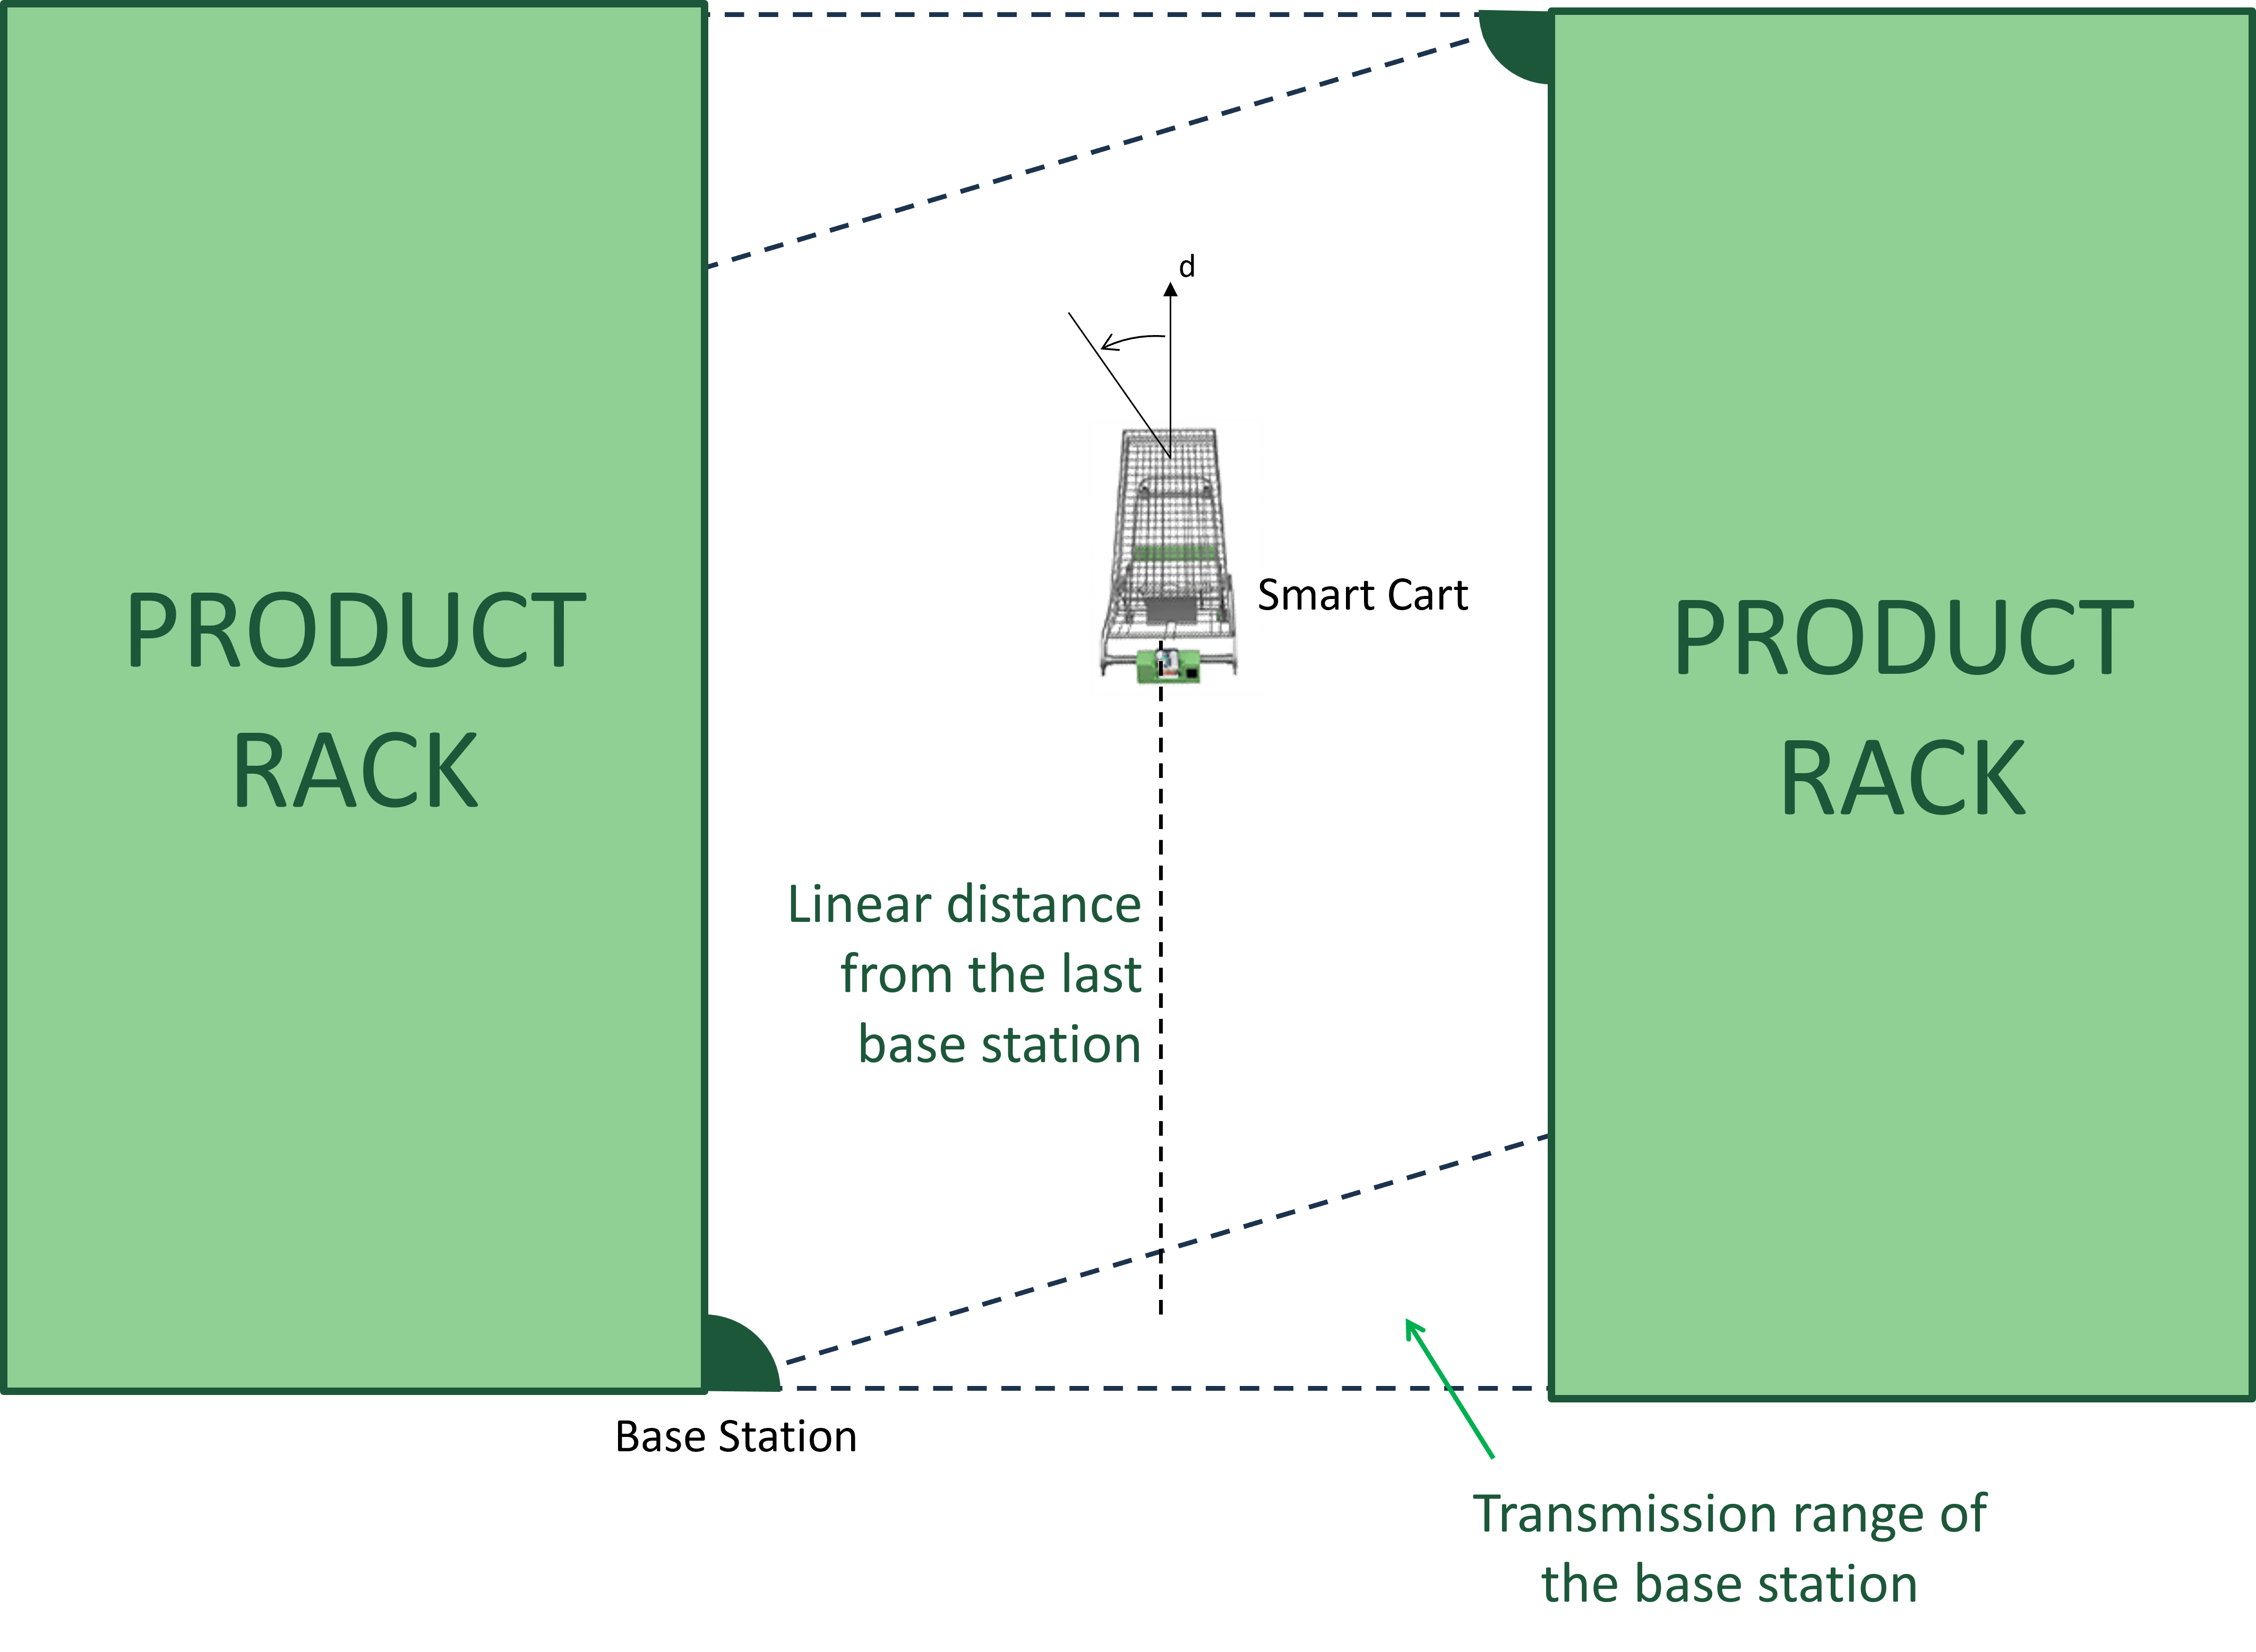 d
PRODUCT
RACK
Smart Cart
PRODUCT
RACK
Linear distance
from the last
base station
Base Station
Transmission range of
the base station